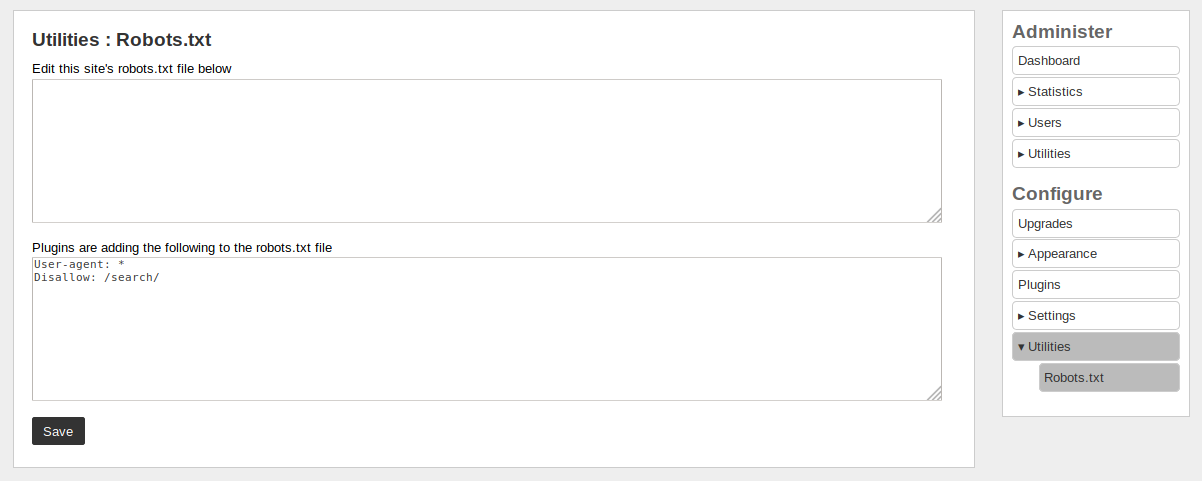 Utilities : Robots.txt
Edit this site's robots.txt file below
Plugins are adding the following to the robots.txt file
User-agent: *
Disallow: /search/
Save
Administer
Dashboard
▸ Statistics
▸ Users
▸ Utilities
Configure
Upgrades
▸ Appearance
Plugins
▸ Settings
▾ Utilities
Robots.txt